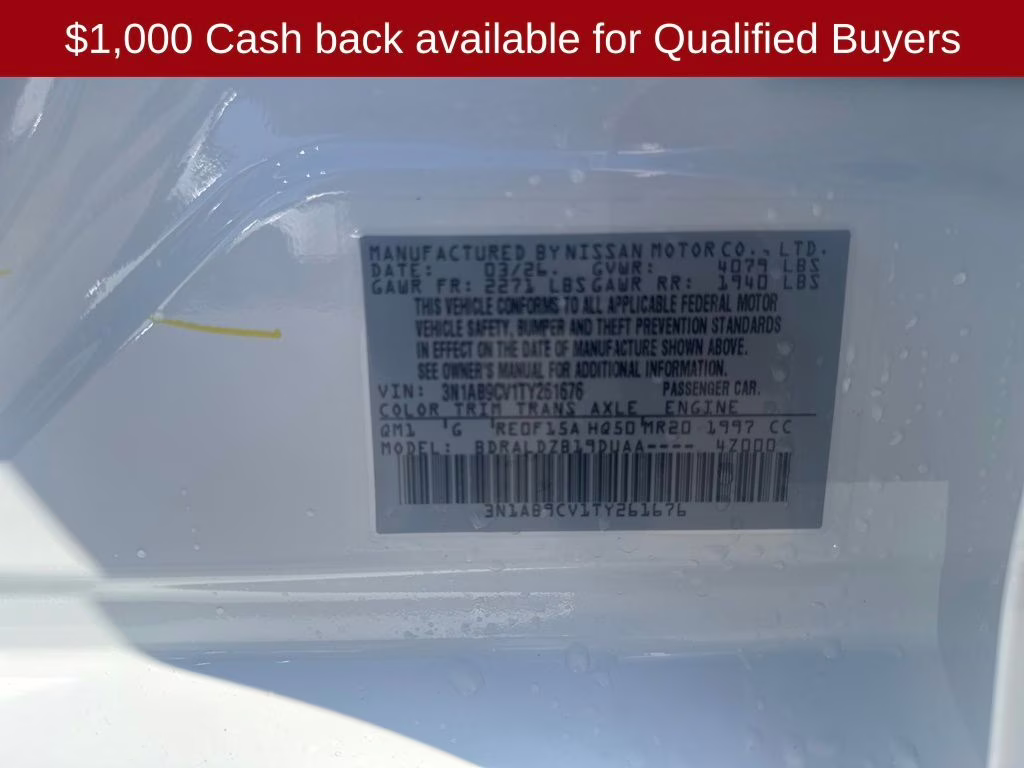 $1,000 Cash back available for Qualified Buyers
MANUFACTURED BY NISSAN MOTOR CO., LTD.
DATE: 03/26. GVWR: 4079 LBS
GAWR FR: 2271 LBS GAWR RR: 1940 LBS
THIS VEHICLE CONFORMS TO ALL APPLICABLE FEDERAL MOTOR
VEHICLE SAFETY, BUMPER AND THEFT PREVENTION STANDARDS
IN EFFECT ON THE DATE OF MANUFACTURE SHOWN ABOVE.
SEE OWNER'S MANUAL FOR ADDITIONAL INFORMATION.
VIN: 3N1AB9CV1TY261676 PASSENGER CAR.
COLOR TRIM TRANS AXLE ENGINE
QM1 G RE0F15A HQ50 MR20 1997 CC
MODEL: BDRALDZB19DUAA---- 4Z000
3N1AB9CV1TY261676